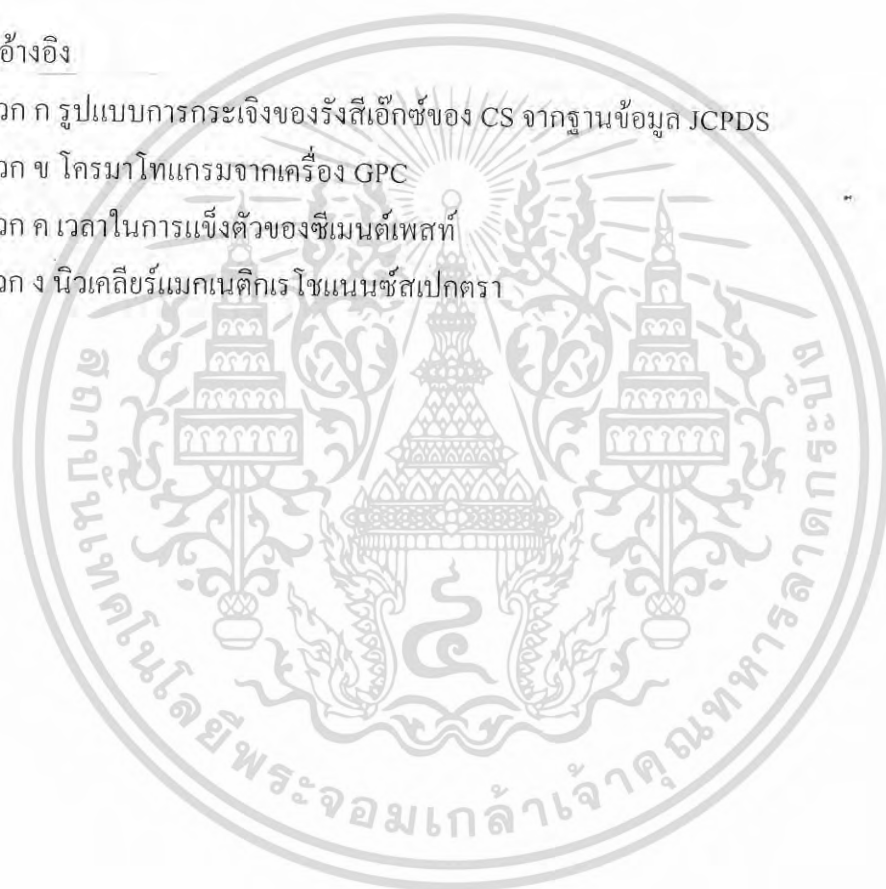 อ้างอิง
วก ก รูปแบบการกระเจิงของรังสีเอ็กซ์ของ CS จากฐานข้อมูล JCPDS
วก ข โครมาโทแกรมจากเครื่อง GPC
วก ค เวลาในการแข็งตัวของซีเมนต์เพสท์
วก ง นิวเคลียร์แมกเนติกเรโซแนนซ์สเปกตรา
สถาบันเทคโนโลยีพระจอมเกล้าเจ้าคุณทหารลาดกระบัง
๔